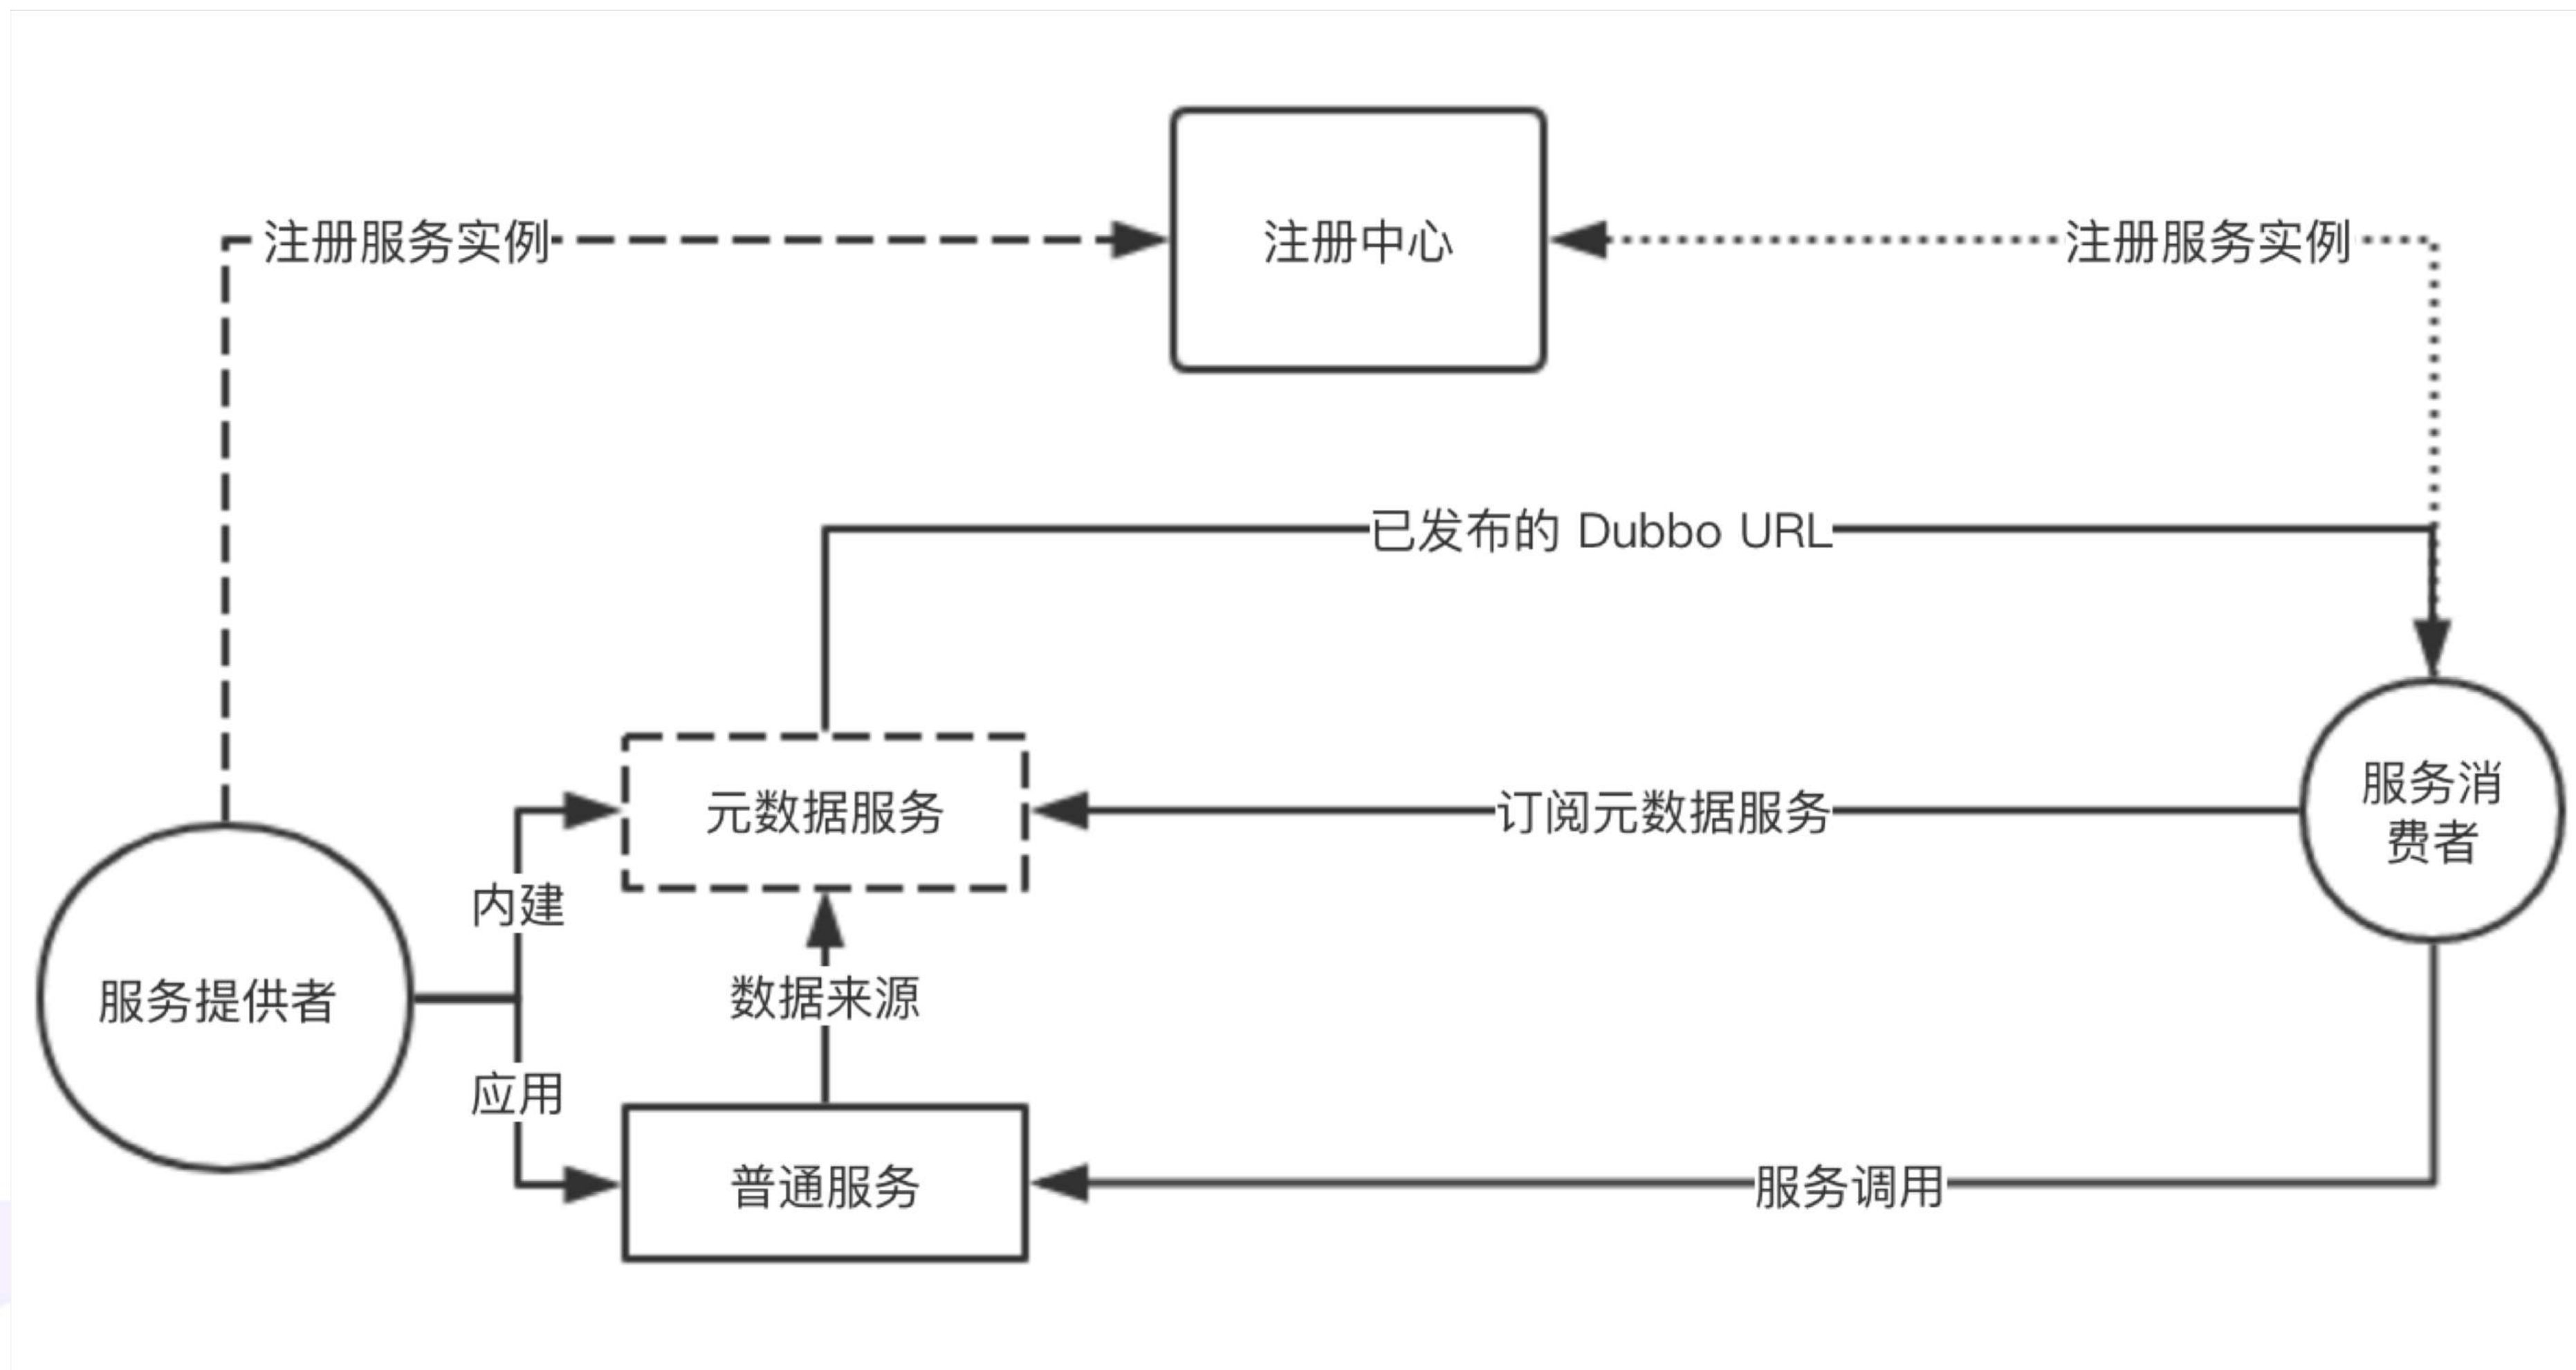 注册服务实例
注册中心
注册服务实例
已发布的 Dubbo URL
元数据服务
订阅元数据服务
服务消
费者
内建
服务提供者
数据来源
应用
普通服务
服务调用